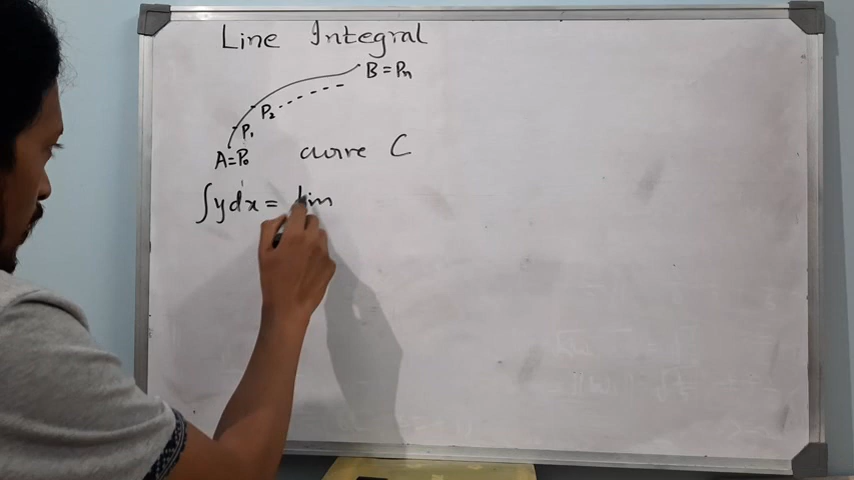 Line Integral
B = Pn
P2
P1
A = P0
curve C
∫ydx = lim